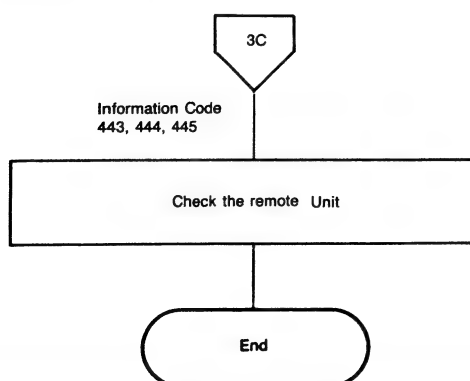 3C
Information Code
443, 444, 445
Check the remote Unit
End